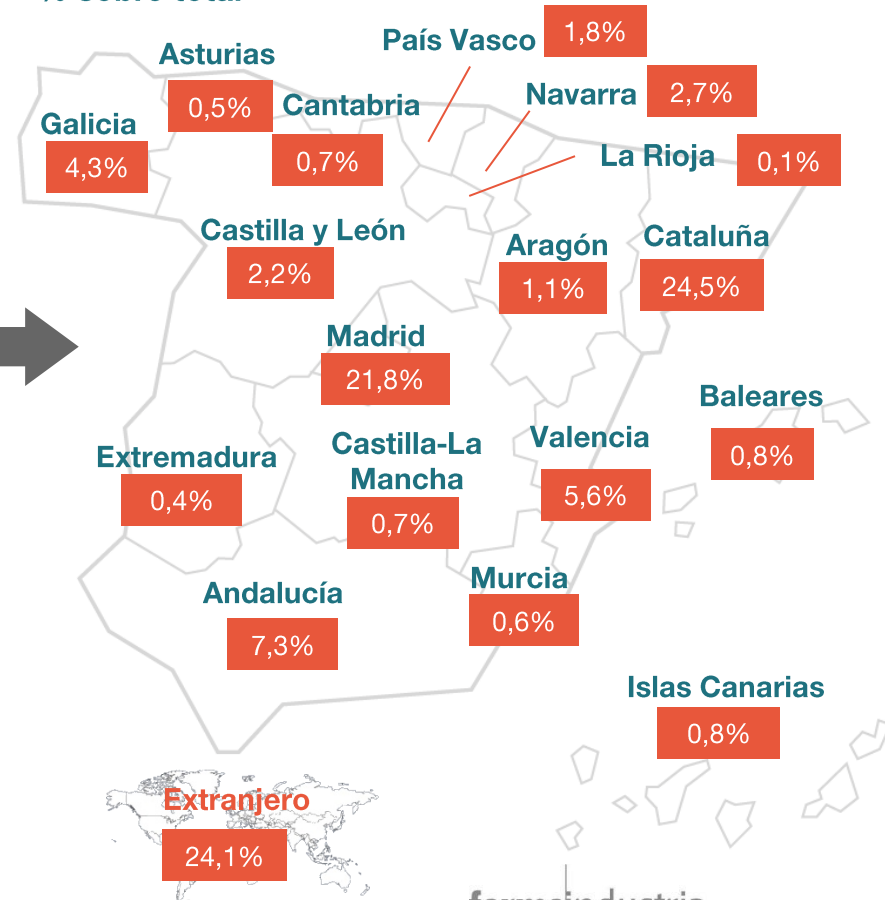 % sobre total
País Vasco
1,8%
Asturias
0,5%
Navarra
2,7%
Cantabria
0,7%
Galicia
4,3%
La Rioja
0,1%
Castilla y León
2,2%
Aragón
1,1%
Cataluña
24,5%
Madrid
21,8%
Baleares
0,8%
Extremadura
0,4%
Castilla-La
Mancha
0,7%
Valencia
5,6%
Andalucía
7,3%
Murcia
0,6%
Islas Canarias
0,8%
Extranjero
24,1%
farmaindustria